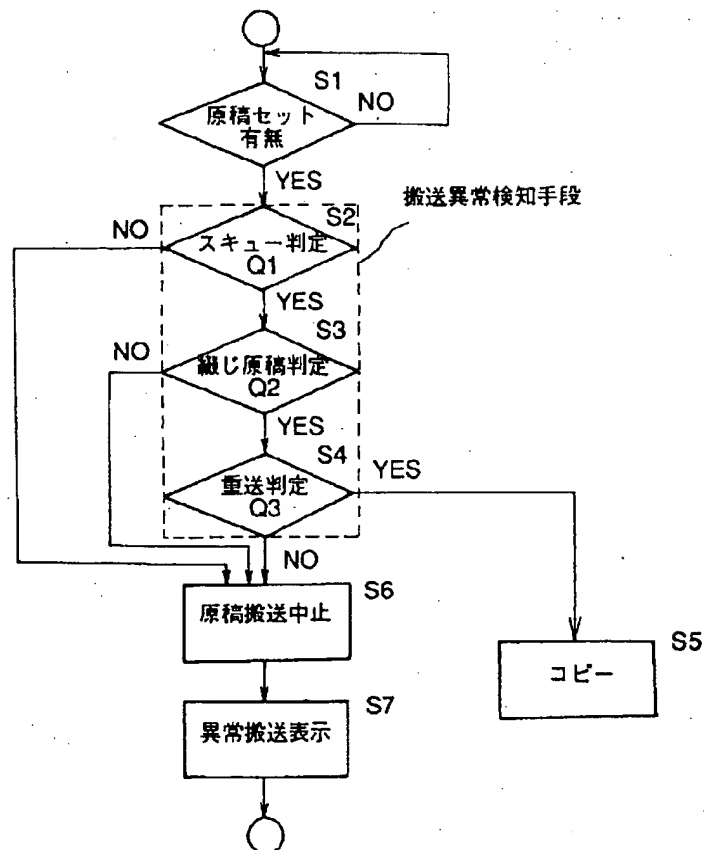 S1
原稿セット
有無
NO
YES
搬送異常検知手段
S2
NO
スキュー判定
Q1
YES
S3
NO
綴じ原稿判定
Q2
YES
S4
YES
重送判定
Q3
NO
S6
原稿搬送中止
S5
コピー
S7
異常搬送表示